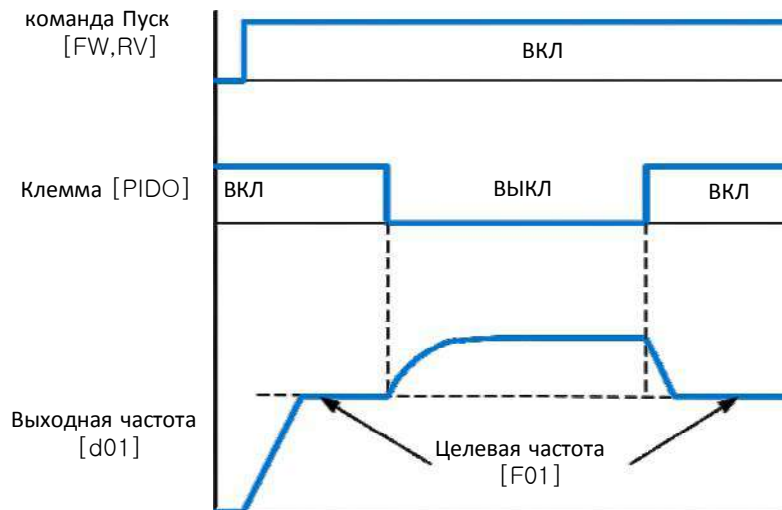 команда Пуск
[FW,RV]
ВКЛ
Клемма [PIDO]
ВКЛ
ВЫКЛ
ВКЛ
Выходная частота
[d01]
Целевая частота
[F01]